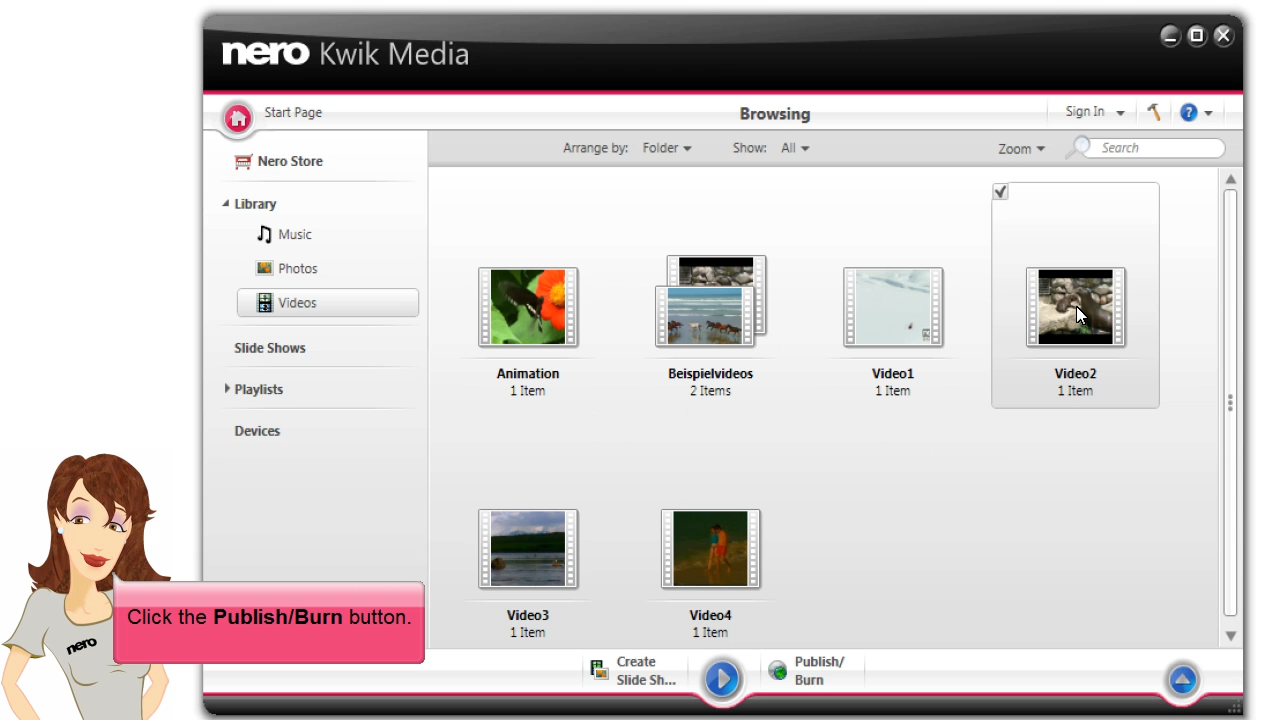 nero Kwik Media
Start Page
Browsing
Sign In
?
Arrange by: Folder
Show: All
Zoom
Search
Nero Store
Library
Music
Photos
Videos
Slide Shows
Playlists
Devices
Animation
1 Item
Beispielvideos
2 Items
Video1
1 Item
Video2
1 Item
Video3
1 Item
Video4
1 Item
Click the Publish/Burn button.
nero
Create
Slide Sh...
Publish/
Burn